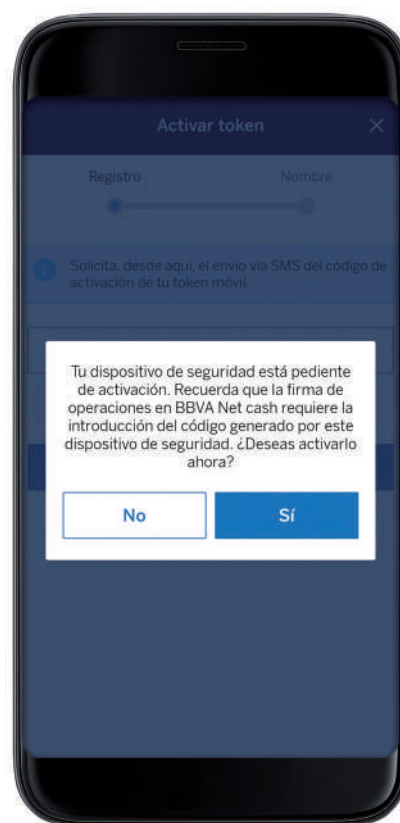 Activar token
Registro Nombre
Solicita, desde aquí, el envío vía SMS del código de
activación de tu token móvil.
Tu dispositivo de seguridad está pediente
de activación. Recuerda que la firma de
operaciones en BBVA Net cash requiere la
introducción del código generado por este
dispositivo de seguridad. ¿Deseas activarlo
ahora?
No Sí